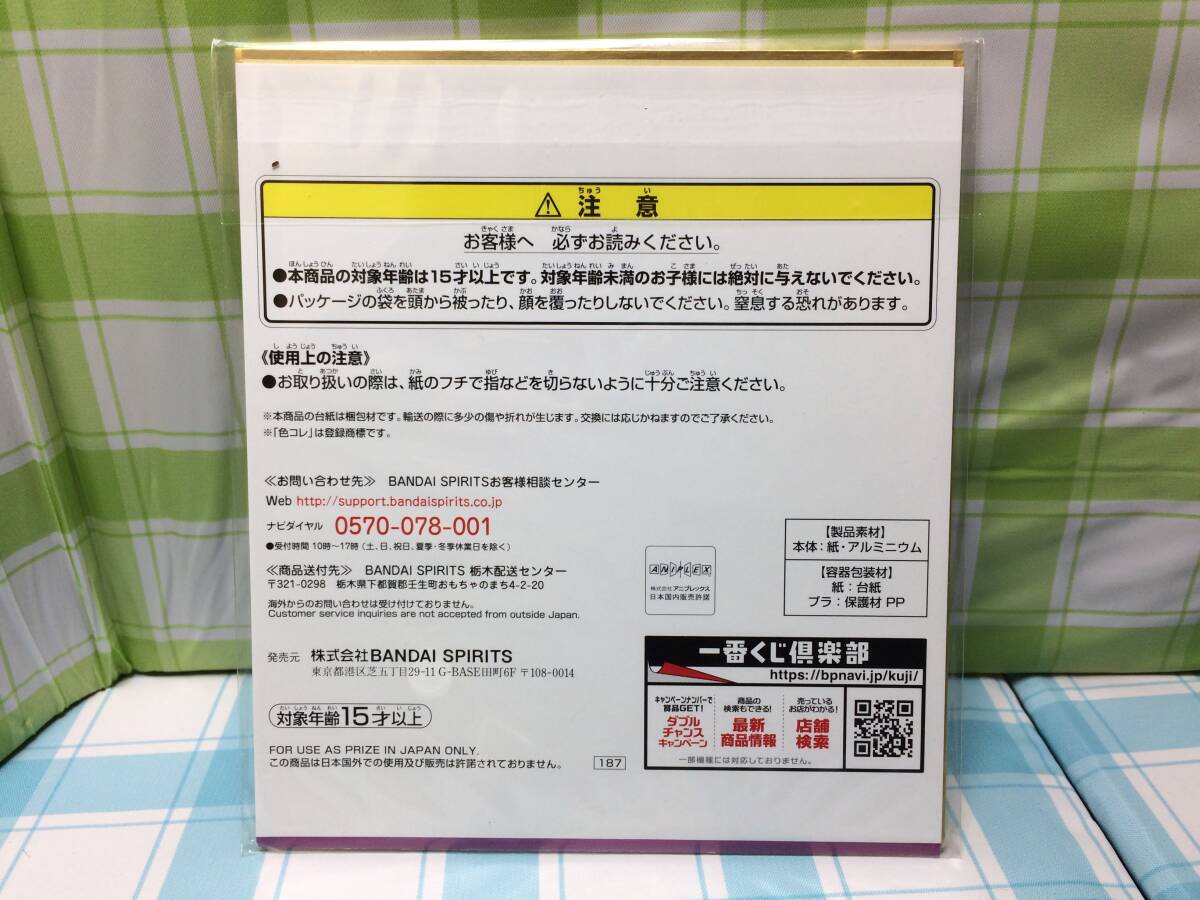 ⚠ 注意
お客様へ 必ずお読みください。
●本商品の対象年齢は15才以上です。対象年齢未満のお子様には絶対に与えないでください。
●パッケージの袋を頭から被ったり、顔を覆ったりしないでください。窒息する恐れがあります。
《使用上の注意》
●お取り扱いの際は、紙のフチで指などを切らないように十分ご注意ください。
※本商品の台紙は梱包材です。輸送の際に多少の傷や折れが生じます。交換には応じかねますのでご了承ください。
※「色コレ」は登録商標です。
≪お問い合わせ先≫ BANDAI SPIRITSお客様相談センター
Web http://support.bandaispirits.co.jp
ナビダイヤル 0570-078-001
●受付時間 10時～17時(土、日、祝日、夏季・冬季休業日を除く)
≪商品送付先≫ BANDAI SPIRITS 栃木配送センター
〒321-0298 栃木県下都賀郡壬生町おもちゃのまち4-2-20
海外からのお問い合わせは受け付けておりません。
Customer service inquiries are not accepted from outside Japan.
発売元 株式会社BANDAI SPIRITS
東京都港区芝五丁目29-11 G-BASE田町6F 〒108-0014
対象年齢15才以上
FOR USE AS PRIZE IN JAPAN ONLY.
この商品は日本国外での使用及び販売は許諾されておりません。
187
ANIPLEX
株式会社アニプレックス
日本国内販売許諾
【製品素材】
本体：紙・アルミニウム
【容器包装材】
紙：台紙
プラ：保護材 PP
一番くじ倶楽部
https://bpnavi.jp/kuji/
キャンペーンナンバーで
賞品GET!
ダブル
チャンス
キャンペーン
商品の
検索もできる!
最新
商品情報
売っている
お店がわかる!
店舗
検索
一部機種には対応しておりません。